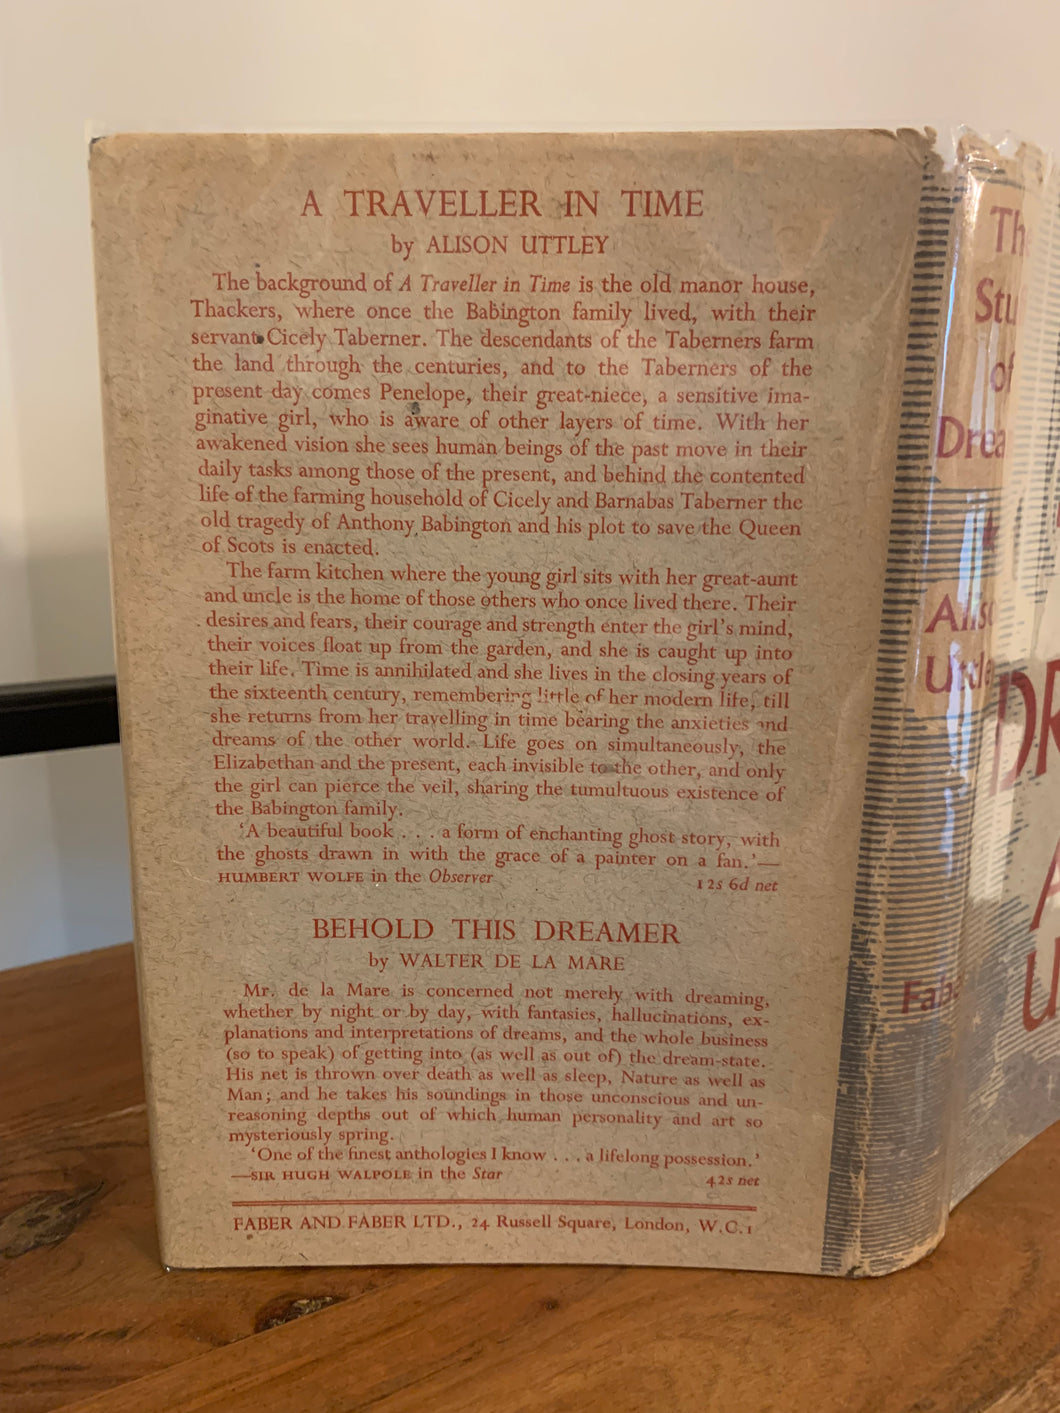 A TRAVELLER IN TIME
by ALISON UTTLEY
The background of A Traveller in Time is the old manor house,
Thackers, where once the Babington family lived, with their
servant Cicely Taberner. The descendants of the Taberners farm
the land through the centuries, and to the Taberners of the
present day comes Penelope, their great-niece, a sensitive ima-
ginative girl, who is aware of other layers of time. With her
awakened vision she sees human beings of the past move in their
daily tasks among those of the present, and behind the contented
life of the farming household of Cicely and Barnabas Taberner the
old tragedy of Anthony Babington and his plot to save the Queen
of Scots is enacted.
The farm kitchen where the young girl sits with her great-aunt
and uncle is the home of those others who once lived there. Their
desires and fears, their courage and strength enter the girl's mind,
their voices float up from the garden, and she is caught up into
their life. Time is annihilated and she lives in the closing years of
the sixteenth century, remembering little of her modern life, till
she returns from her travelling in time bearing the anxieties and
dreams of the other world. Life goes on simultaneously, the
Elizabethan and the present, each invisible to the other, and only
the girl can pierce the veil, sharing the tumultuous existence of
the Babington family.
'A beautiful book . . . a form of enchanting ghost story, with
the ghosts drawn in with the grace of a painter on a fan.'—
HUMBERT WOLFE in the Observer 12s 6d net
BEHOLD THIS DREAMER
by WALTER DE LA MARE
Mr. de la Mare is concerned not merely with dreaming,
whether by night or by day, with fantasies, hallucinations, ex-
planations and interpretations of dreams, and the whole business
(so to speak) of getting into (as well as out of) the dream-state.
His net is thrown over death as well as sleep, Nature as well as
Man; and he takes his soundings in those unconscious and un-
reasoning depths out of which human personality and art so
mysteriously spring.
'One of the finest anthologies I know . . . a lifelong possession.'
—SIR HUGH WALPOLE in the Star 42s net
FABER AND FABER LTD., 24 Russell Square, London, W.C.1
Th
Stu
of
Drea
Aliso
Uttle
Fabe
DR
A
U